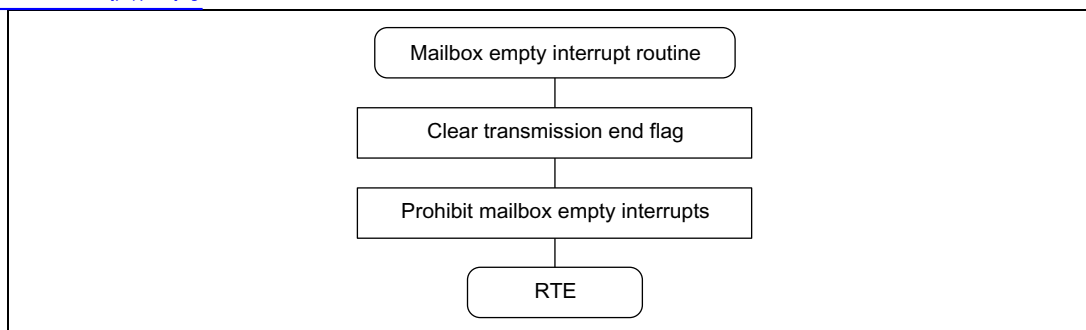 Mailbox empty interrupt routine
Clear transmission end flag
Prohibit mailbox empty interrupts
RTE